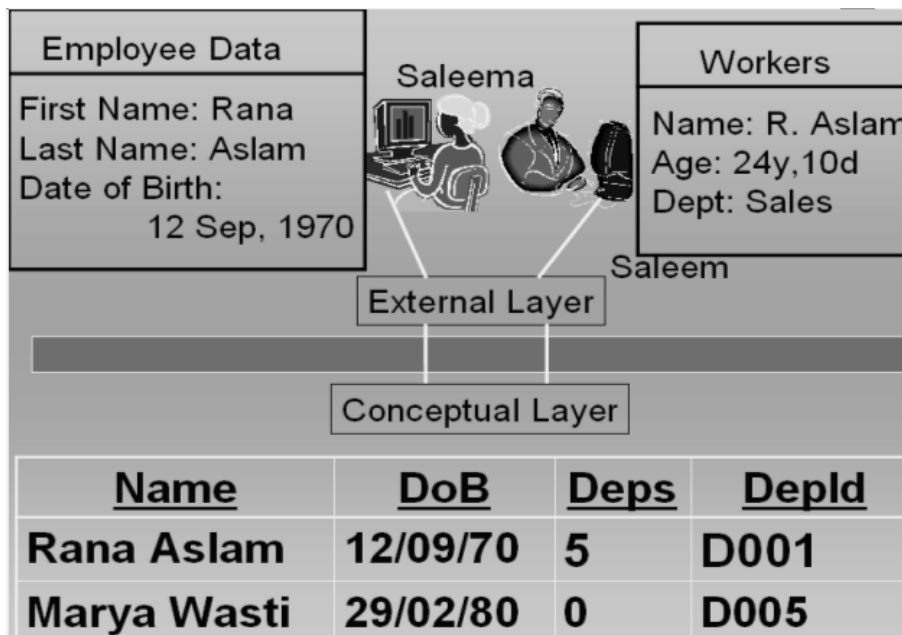 Employee Data
First Name: Rana
Last Name: Aslam
Date of Birth:
12 Sep, 1970
Saleema
Workers
Name: R. Aslam
Age: 24y,10d
Dept: Sales
Saleem
External Layer
Conceptual Layer
Name DoB Deps DepId
Rana Aslam 12/09/70 5 D001
Marya Wasti 29/02/80 0 D005